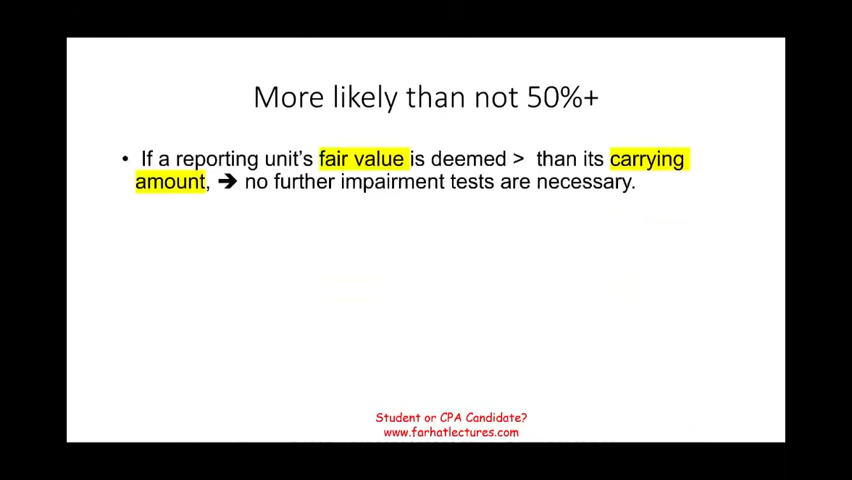 More likely than not 50%+
• If a reporting unit's fair value is deemed > than its carrying
amount, ➔ no further impairment tests are necessary.
Student or CPA Candidate?
www.farhatlectures.com